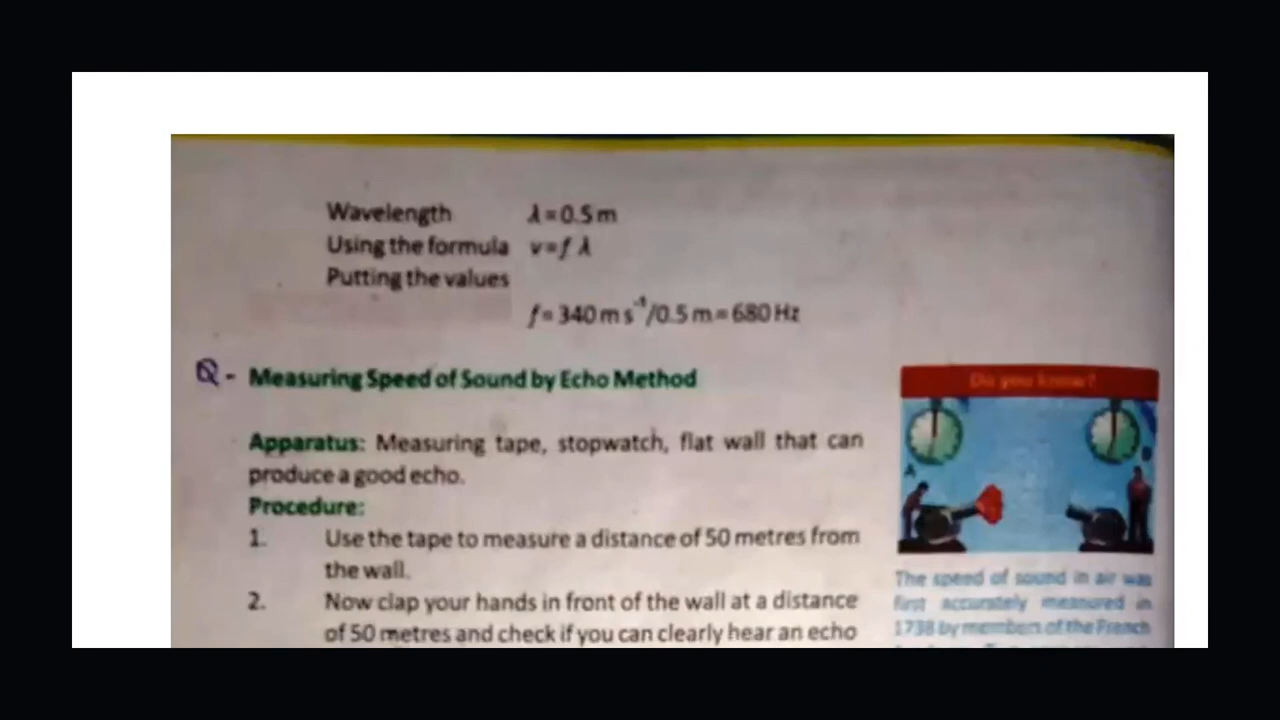 Wavelength λ = 0.5 m
Using the formula v = f λ
Putting the values
f = 340 m s⁻¹/0.5 m = 680 Hz
Q - Measuring Speed of Sound by Echo Method
Apparatus: Measuring tape, stopwatch, flat wall that can
produce a good echo.
Procedure:
1. Use the tape to measure a distance of 50 metres from
the wall.
2. Now clap your hands in front of the wall at a distance
of 50 metres and check if you can clearly hear an echo
Do you know?
A
B
The speed of sound in air was
first accurately measured in
1738 by members of the French